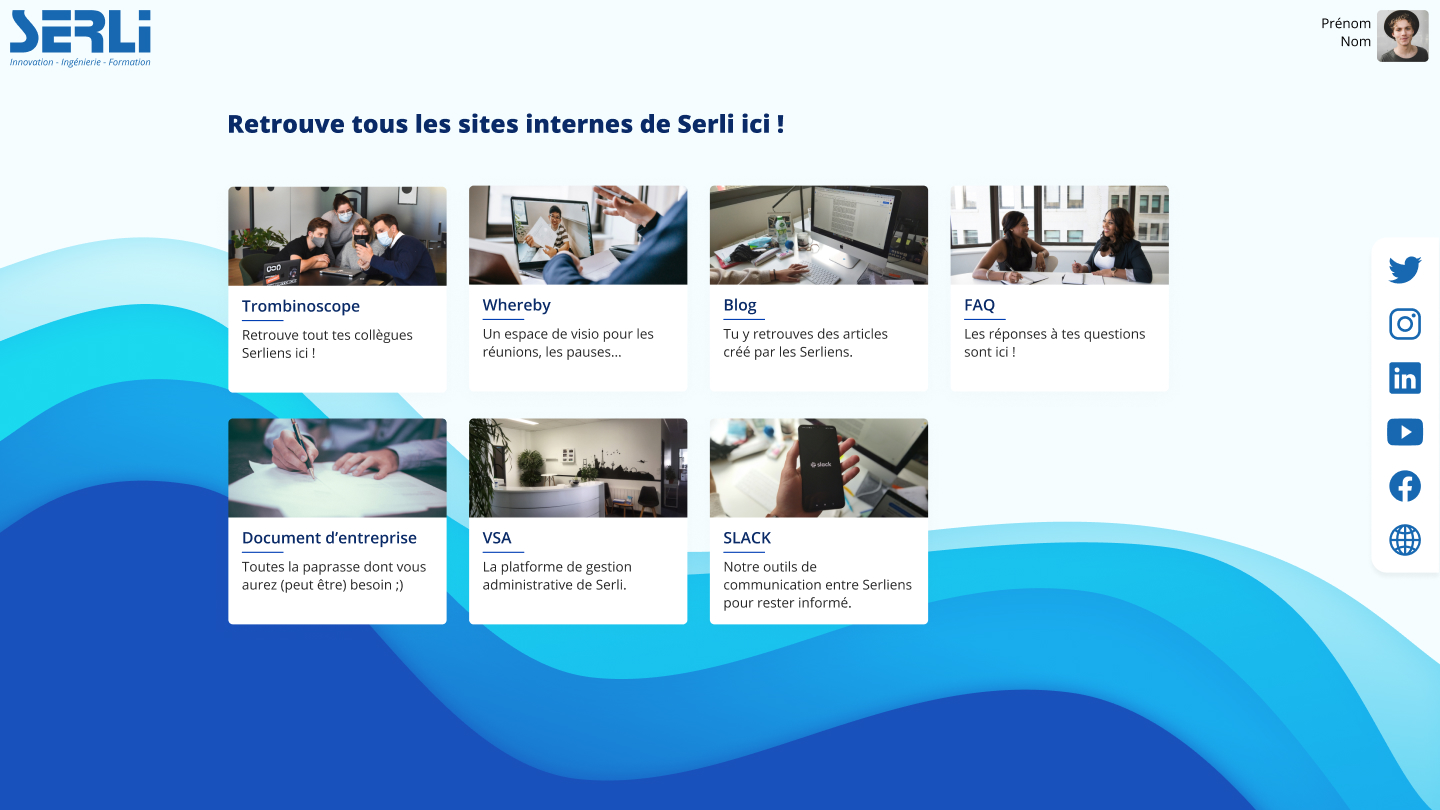 SERLi
Innovation - Ingénierie - Formation
Prénom
Nom
Retrouve tous les sites internes de Serli ici !
Trombinoscope
Retrouve tout tes collègues
Serliens ici !
Whereby
Un espace de visio pour les
réunions, les pauses...
Blog
Tu y retrouves des articles
créé par les Serliens.
FAQ
Les réponses à tes questions
sont ici !
Document d'entreprise
Toutes la paprasse dont vous
aurez (peut être) besoin ;)
VSA
La platforme de gestion
administrative de Serli.
slack
SLACK
Notre outils de
communication entre Serliens
pour rester informé.
in